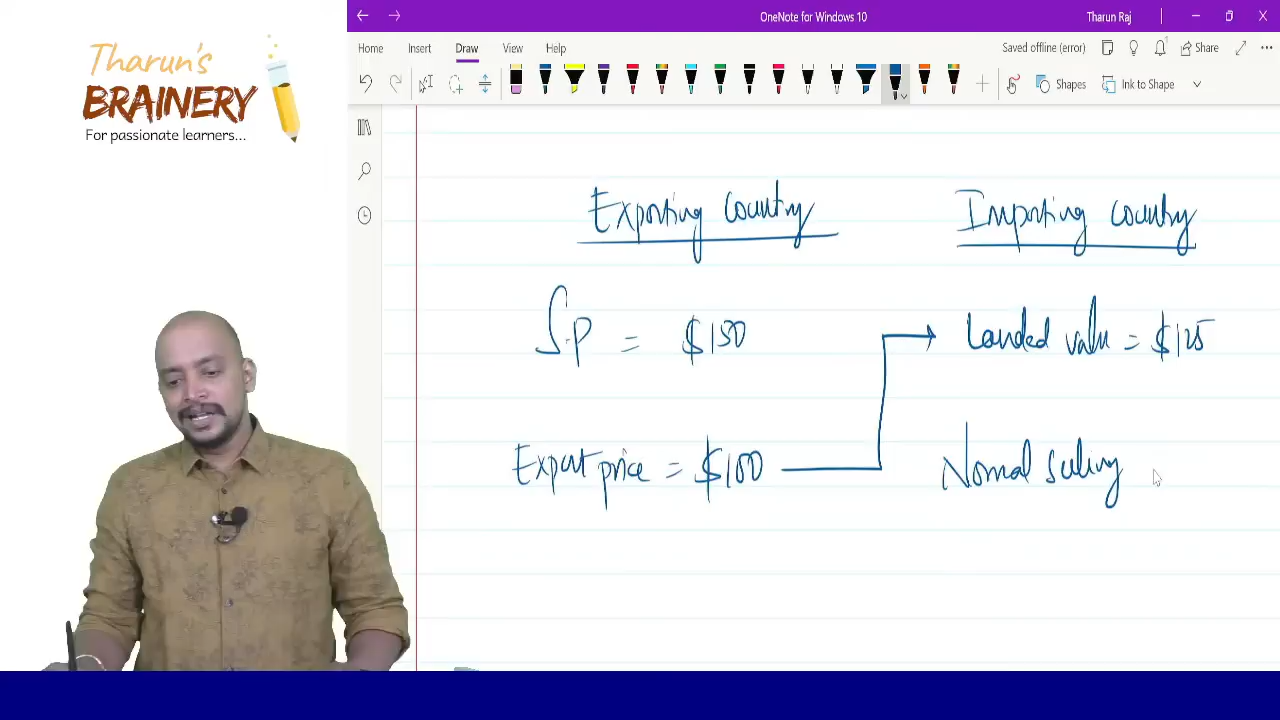 OneNote for Windows 10
Tharun Raj
Home Insert Draw View Help
Saved offline (error)
Share
Shapes
Ink to Shape
Tharun's
BRAINERY
For passionate learners...
Exporting Country
Importing country
S.P = $150
Landed value = $125
Export price = $100
Normal selling